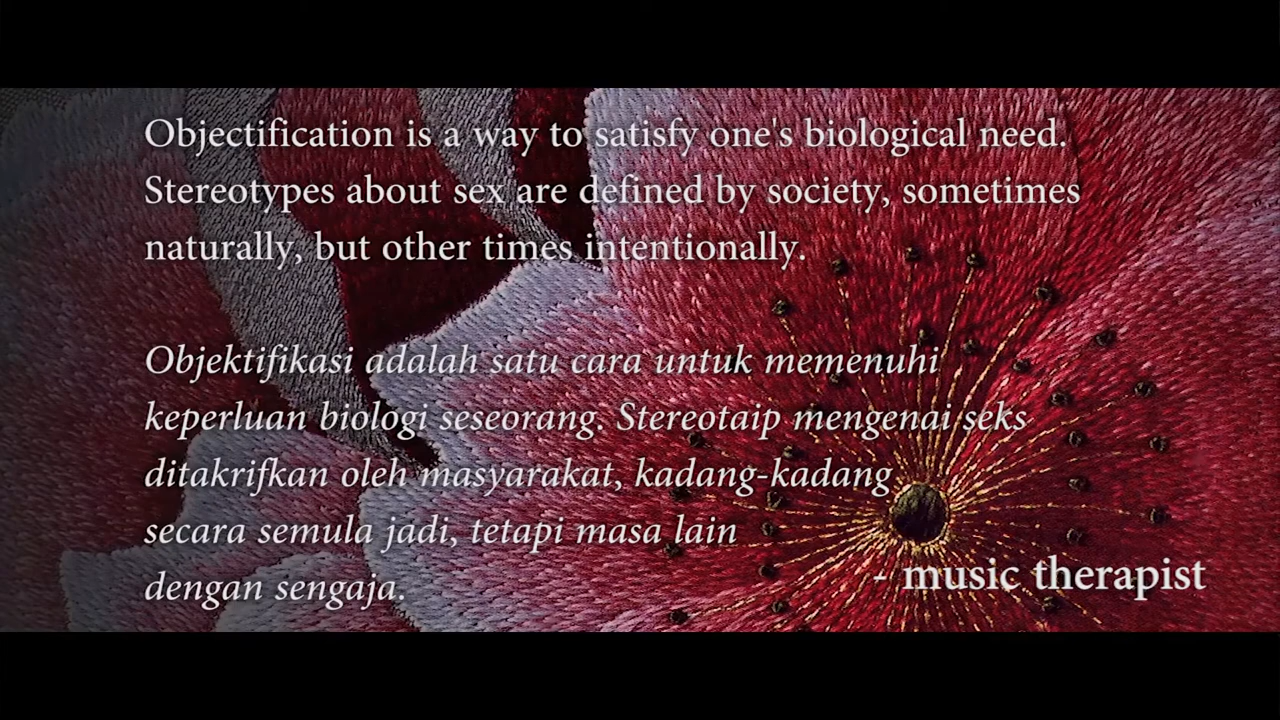 Objectification is a way to satisfy one's biological need.
Stereotypes about sex are defined by society, sometimes
naturally, but other times intentionally.
Objektifikasi adalah satu cara untuk memenuhi
keperluan biologi seseorang. Stereotaip mengenai seks
ditakrifkan oleh masyarakat, kadang-kadang
secara semula jadi, tetapi masa lain
dengan sengaja.
- music therapist